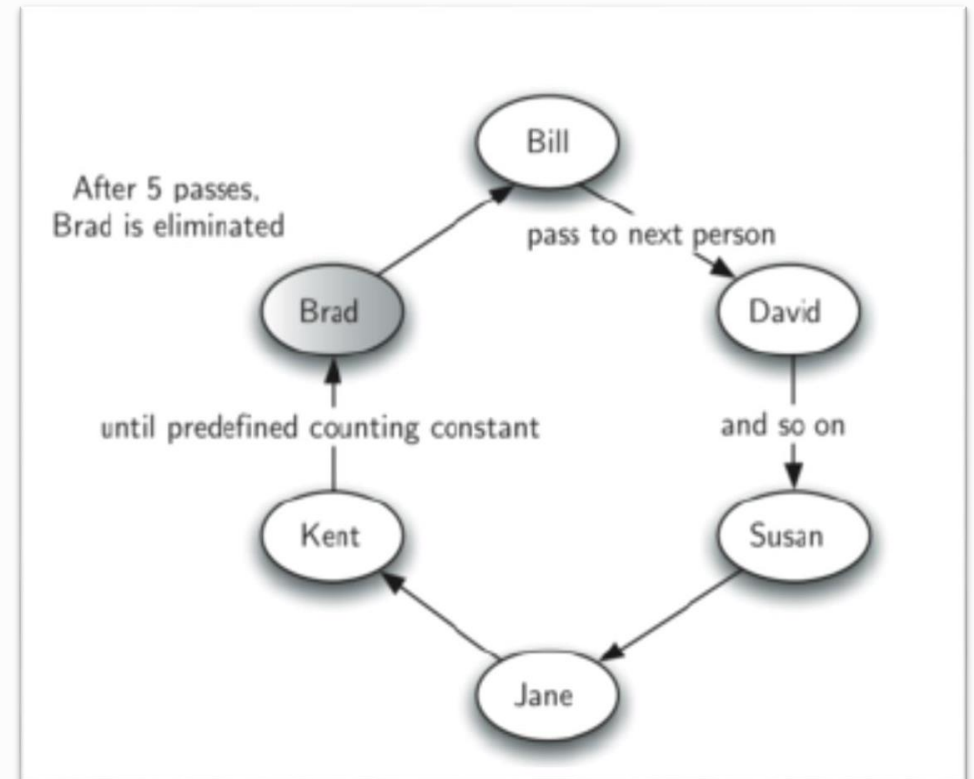 Bill
After 5 passes,
Brad is eliminated
pass to next person
Brad
David
until predefined counting constant
and so on
Kent
Susan
Jane